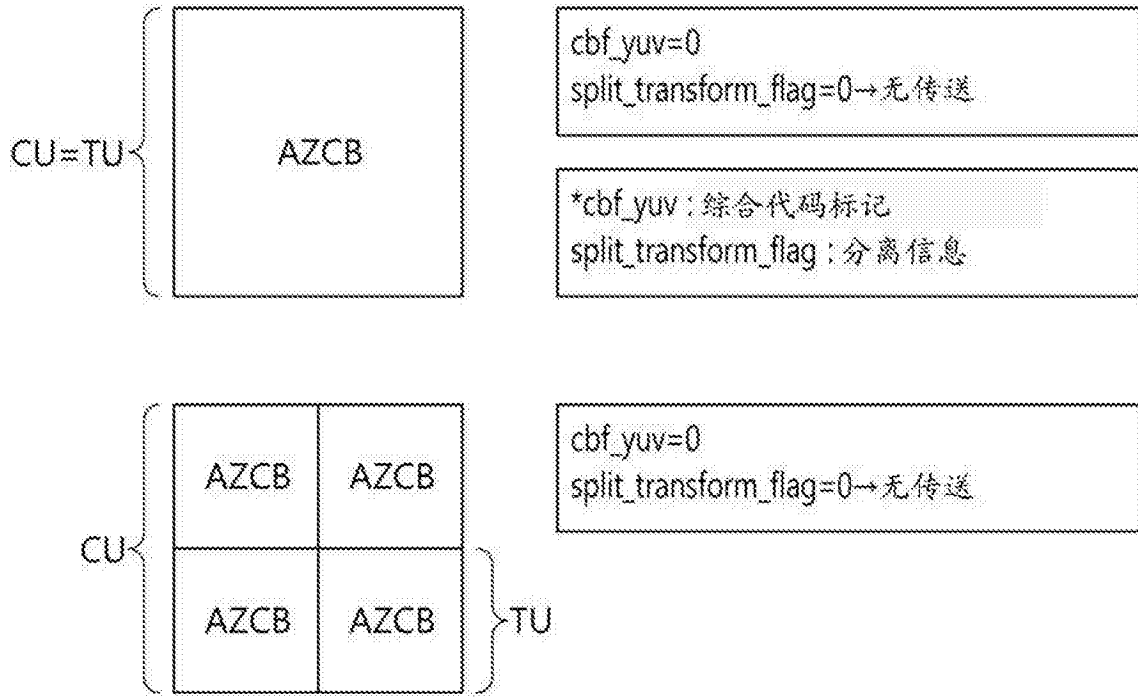 CU=TU
AZCB
cbf_yuv=0
split_transform_flag=0→无传送
*cbf_yuv : 综合代码标记
split_transform_flag : 分离信息
CU
AZCB AZCB
AZCB AZCB
TU
cbf_yuv=0
split_transform_flag=0→无传送